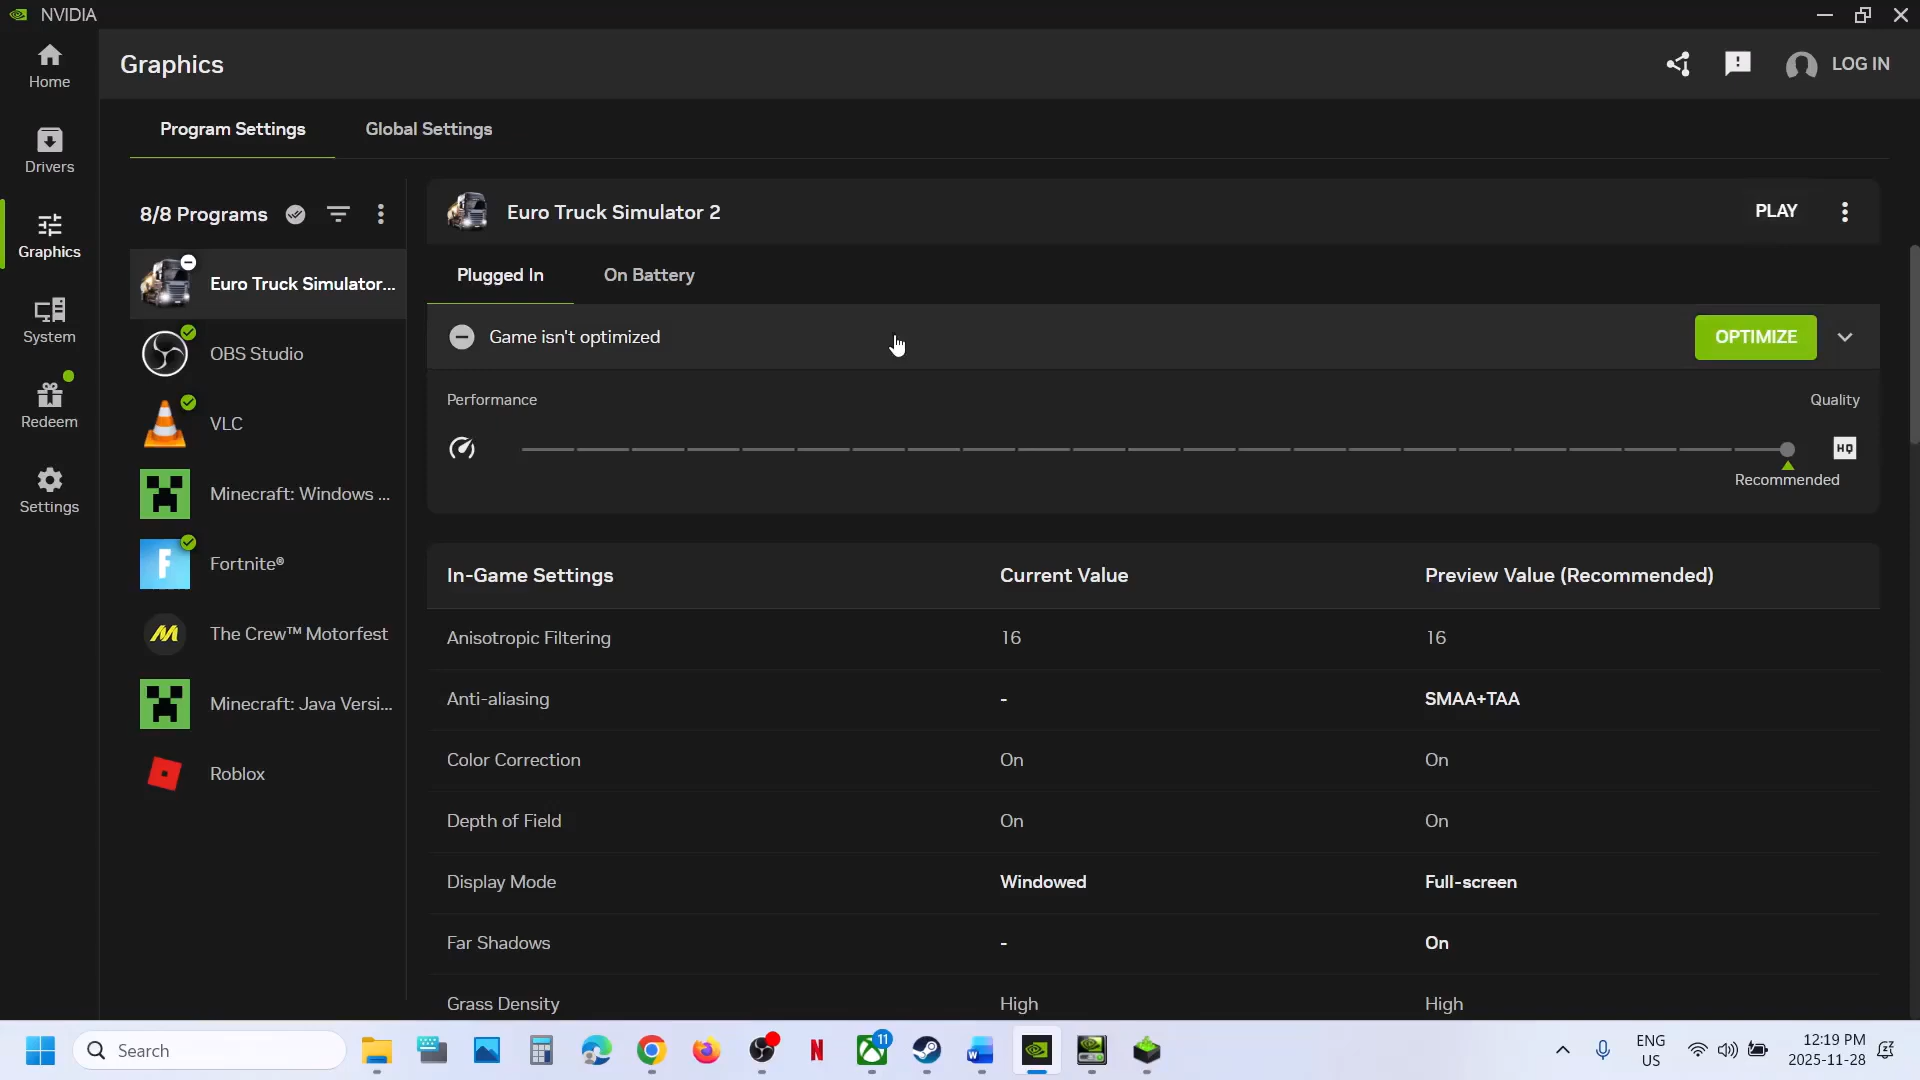 NVIDIA
Home
Drivers
Graphics
System
Redeem
Settings
Graphics
LOG IN
Program Settings
Global Settings
8/8 Programs
Euro Truck Simulator...
OBS Studio
VLC
Minecraft: Windows ...
Fortnite®
The Crew™ Motorfest
Minecraft: Java Versi...
Roblox
Euro Truck Simulator 2
PLAY
Plugged In
On Battery
Game isn't optimized
OPTIMIZE
Performance
Quality
HQ
Recommended
In-Game Settings Current Value Preview Value (Recommended)
Anisotropic Filtering 16 16
Anti-aliasing - SMAA+TAA
Color Correction On On
Depth of Field On On
Display Mode Windowed Full-screen
Far Shadows - On
Grass Density High High
Search
11
ENG
US
12:19 PM
2025-11-28